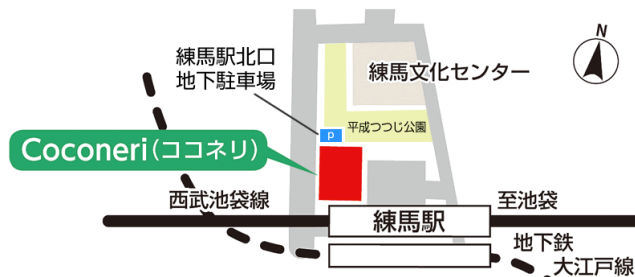 N
練馬駅北口
地下駐車場
練馬文化センター
P
平成つつじ公園
Coconeri(ココネリ)
西武池袋線
練馬駅
至池袋
地下鉄
大江戸線